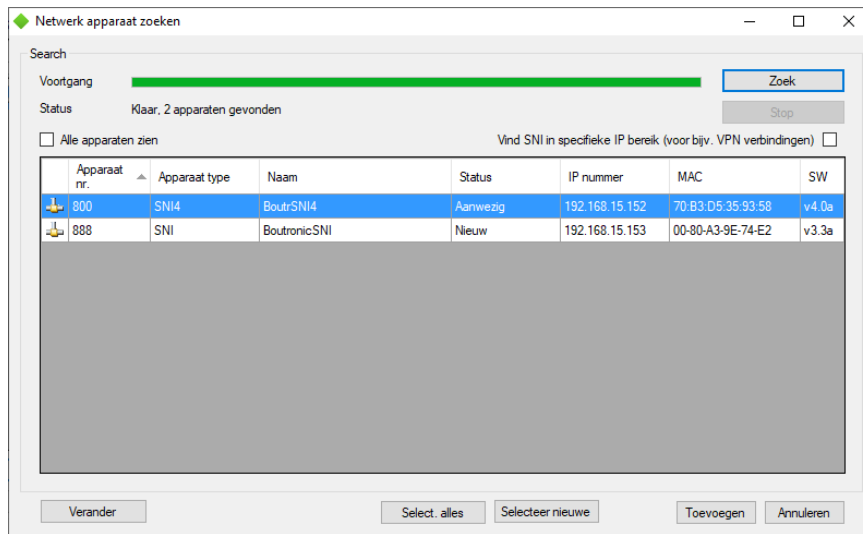 Netwerk apparaat zoeken
Search
Voortgang
Zoek
Status Klaar, 2 apparaten gevonden
Stop
Alle apparaten zien Vind SNI in specifieke IP bereik (voor bijv. VPN verbindingen)
Apparaat nr. Apparaat type Naam Status IP nummer MAC SW
800 SNI4 BoutrSNI4 Aanwezig 192.168.15.152 70:B3:D5:35:93:58 v4.0a
888 SNI BoutronicSNI Nieuw 192.168.15.153 00-80-A3-9E-74-E2 v3.3a
Verander Select. alles Selecteer nieuwe Toevoegen Annuleren